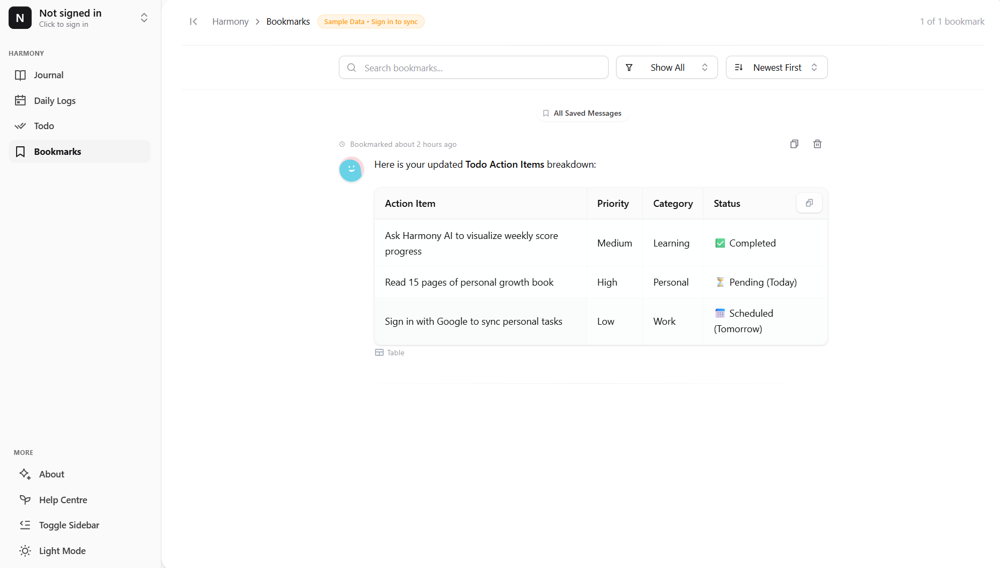 N
Not signed in
Click to sign in
HARMONY
Journal
Daily Logs
Todo
Bookmarks
MORE
About
Help Centre
Toggle Sidebar
Light Mode
Harmony > Bookmarks
Sample Data • Sign in to sync
1 of 1 bookmark
Search bookmarks...
Show All
Newest First
All Saved Messages
Bookmarked about 2 hours ago
Here is your updated Todo Action Items breakdown:
Action Item Priority Category Status
Ask Harmony AI to visualize weekly score
progress
Medium Learning ✅ Completed
Read 15 pages of personal growth book High Personal ⏳ Pending (Today)
Sign in with Google to sync personal tasks Low Work 📅 Scheduled
(Tomorrow)
Table